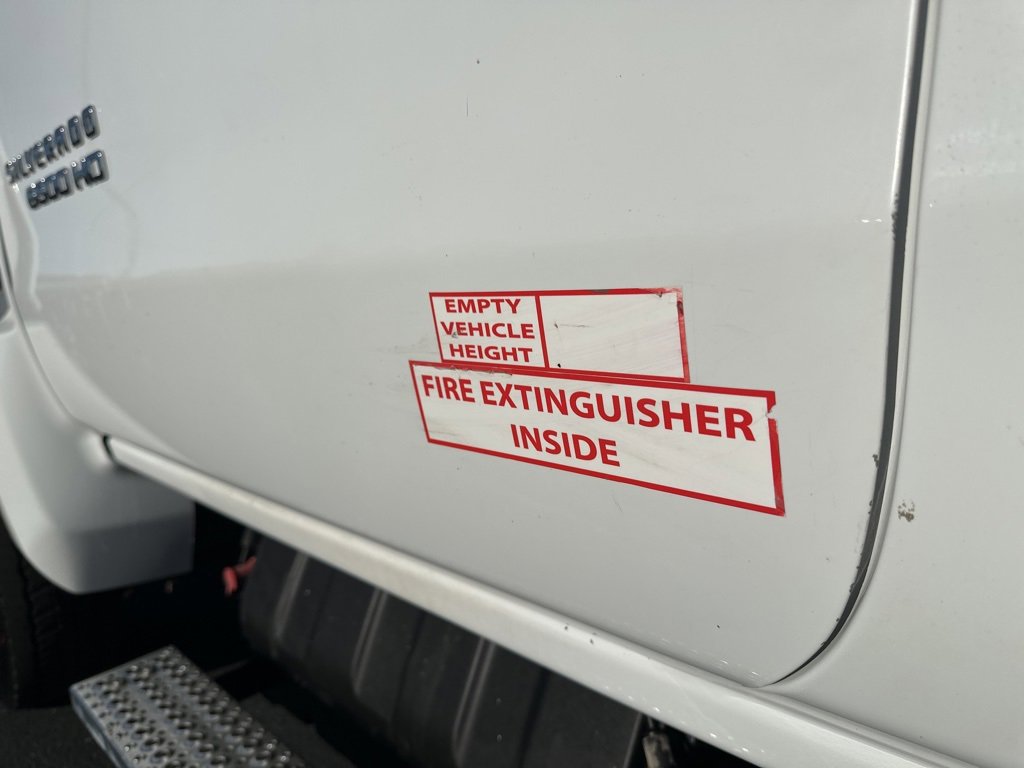 SILVERADO
6500 HD
EMPTY
VEHICLE
HEIGHT
FIRE EXTINGUISHER
INSIDE